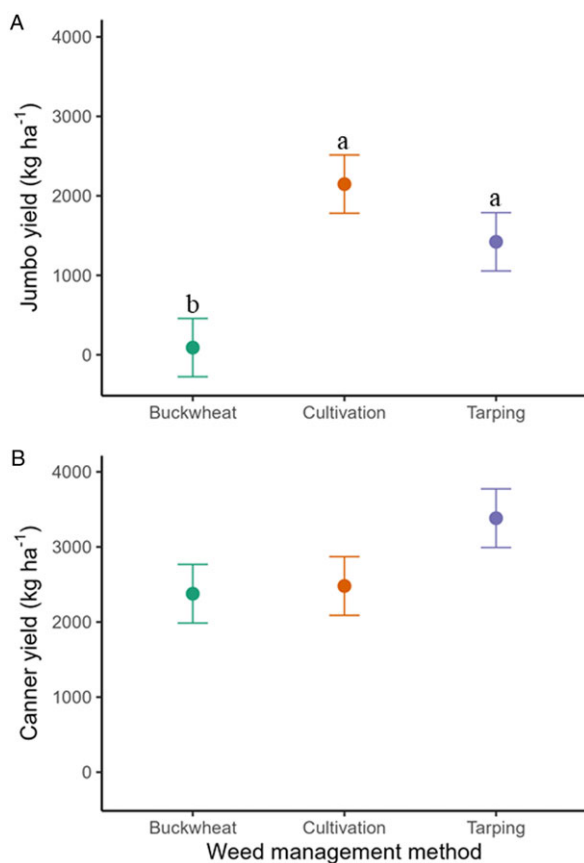 A
Jumbo yield (kg ha⁻¹)
4000
3000
2000
1000
0
b
a
a
Buckwheat Cultivation Tarping
B
Canner yield (kg ha⁻¹)
4000
3000
2000
1000
0
Buckwheat Cultivation Tarping
Weed management method